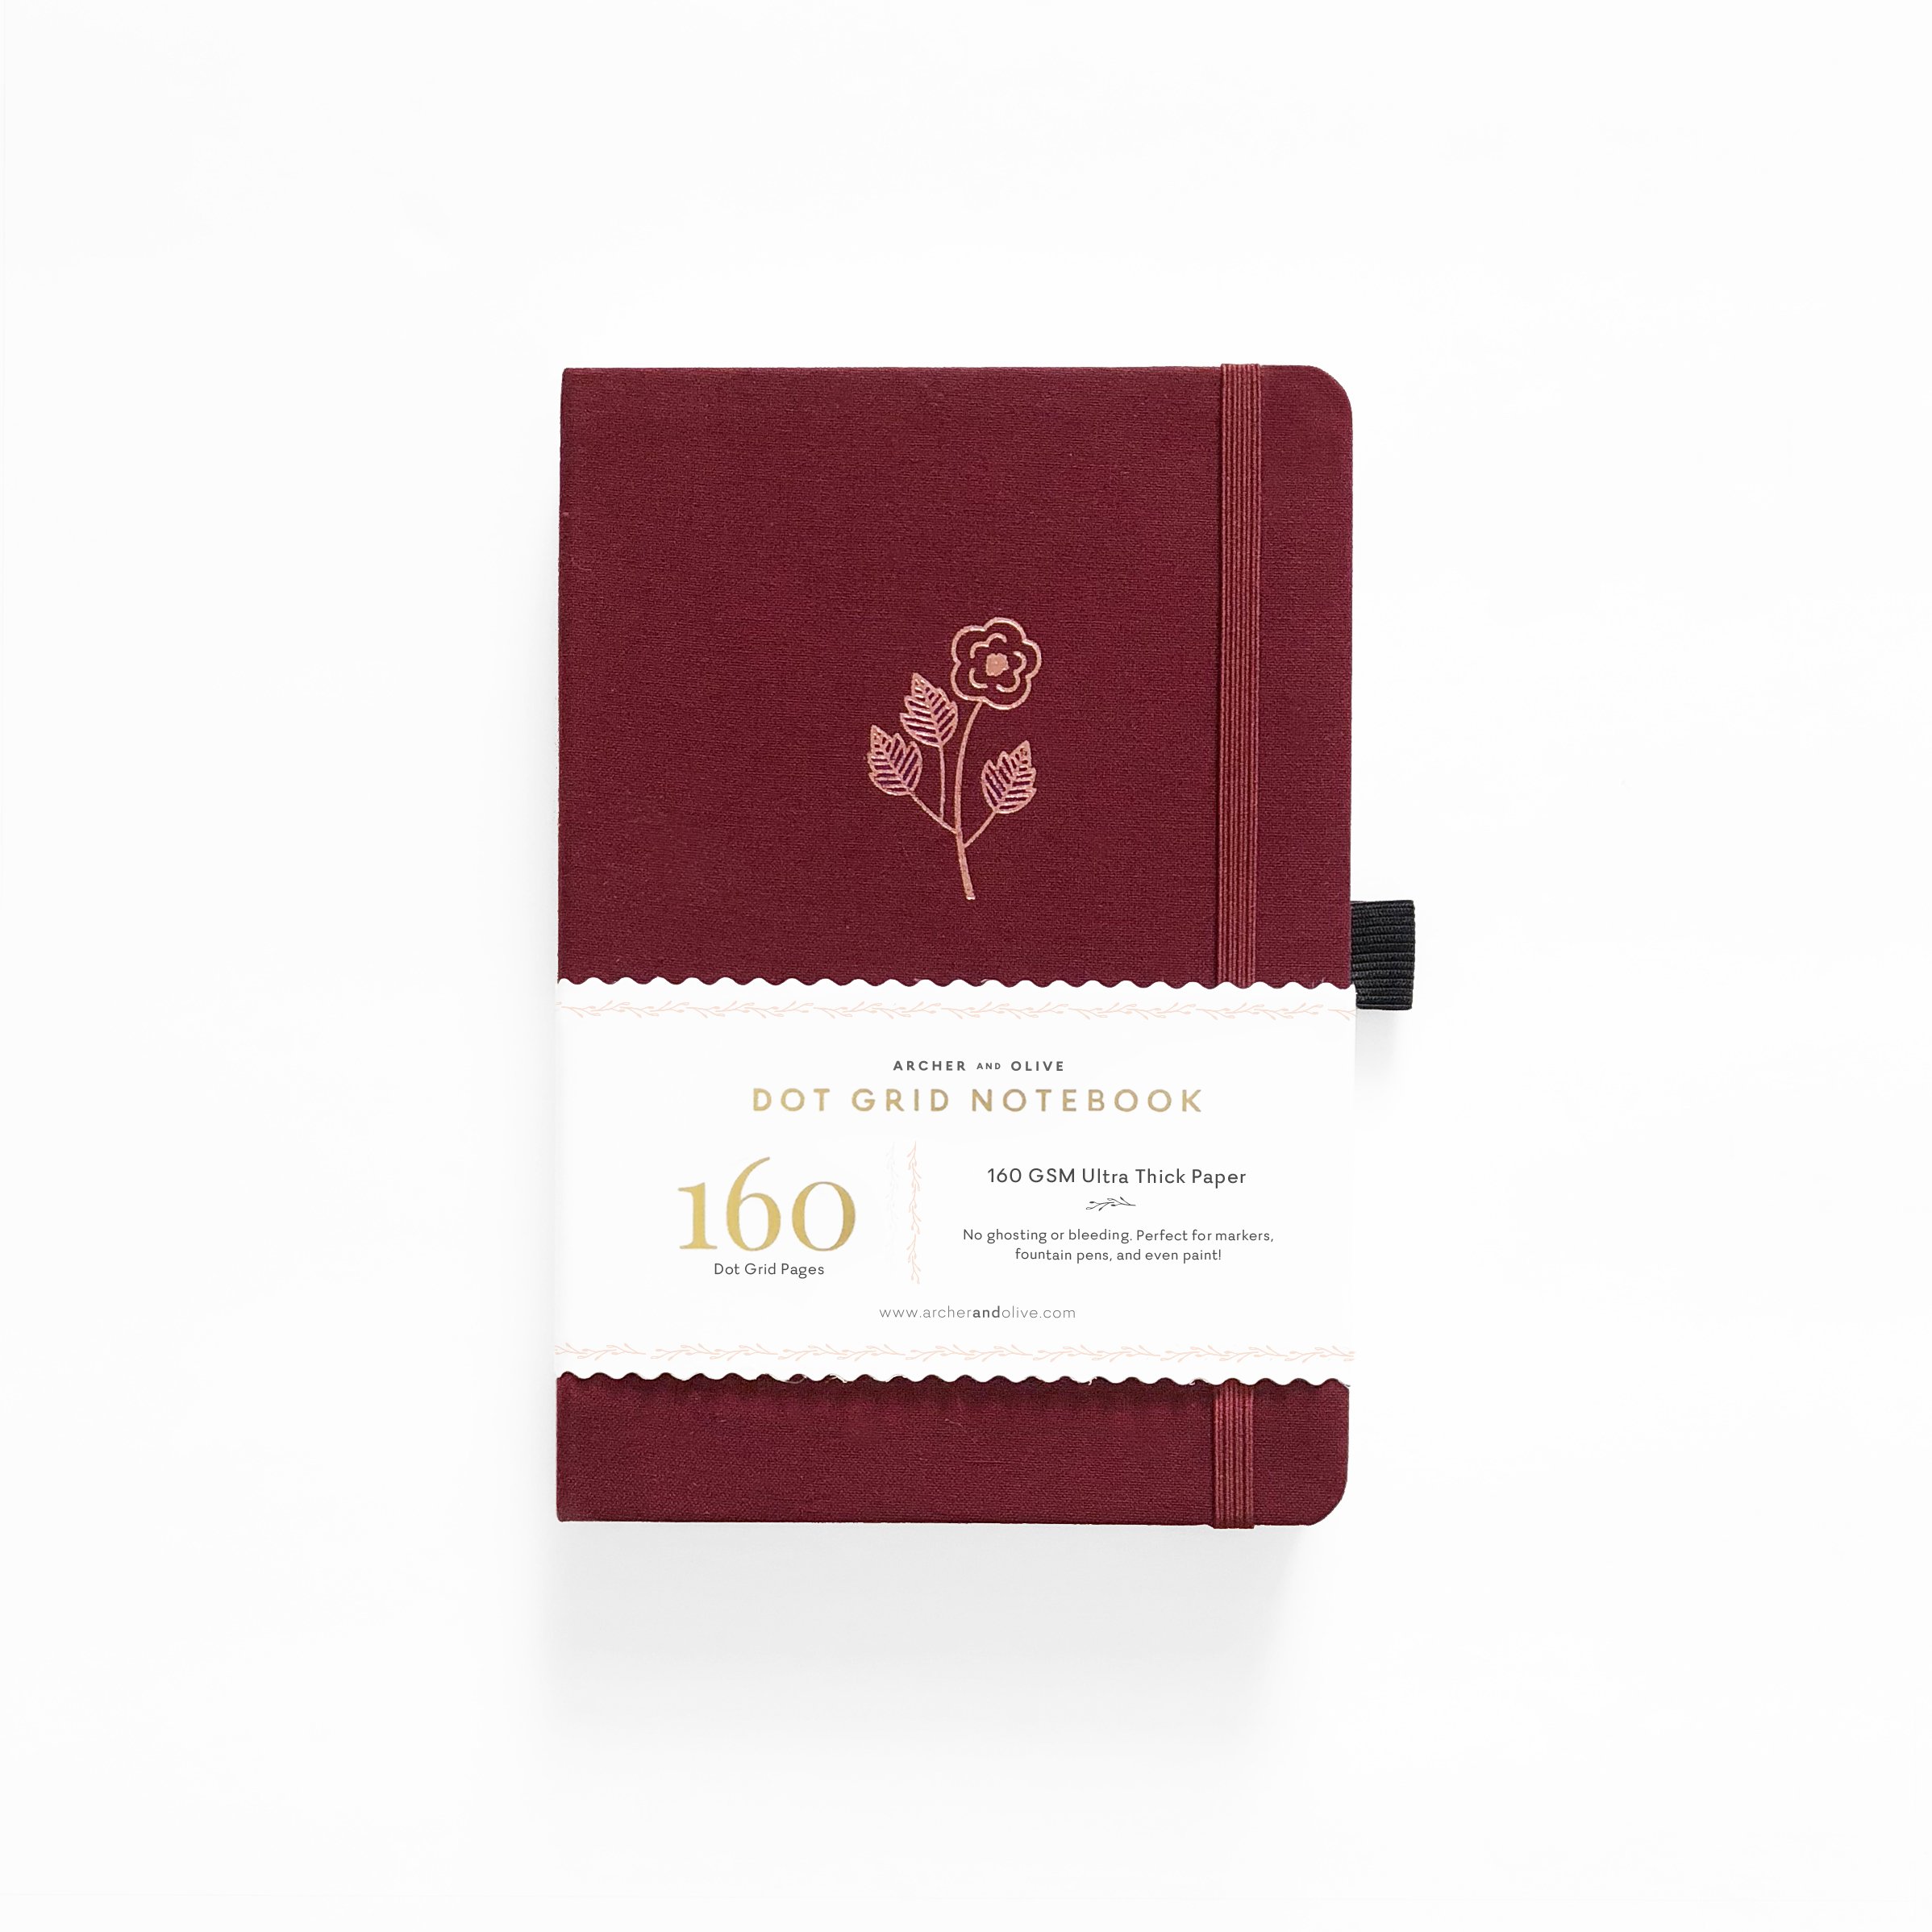 ARCHER AND OLIVE
DOT GRID NOTEBOOK
160
Dot Grid Pages
160 GSM Ultra Thick Paper
No ghosting or bleeding. Perfect for markers,
fountain pens, and even paint!
www.archerandolive.com